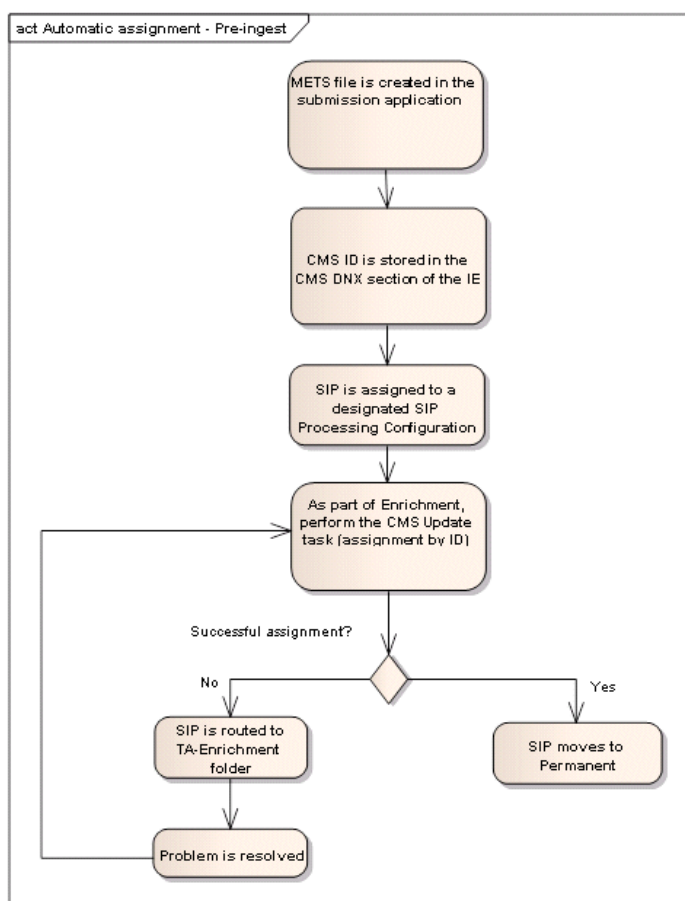 act Automatic assignment - Pre-ingest
METS file is created in the
submission application
CMS ID is stored in the
CMS DNX section of the IE
SIP is assigned to a
designated SIP
Processing Configuration
As part of Enrichment,
perform the CMS Update
task (assignment by ID)
Successful assignment?
No
Yes
SIP is routed to
TA-Enrichment
folder
SIP moves to
Permanent
Problem is resolved